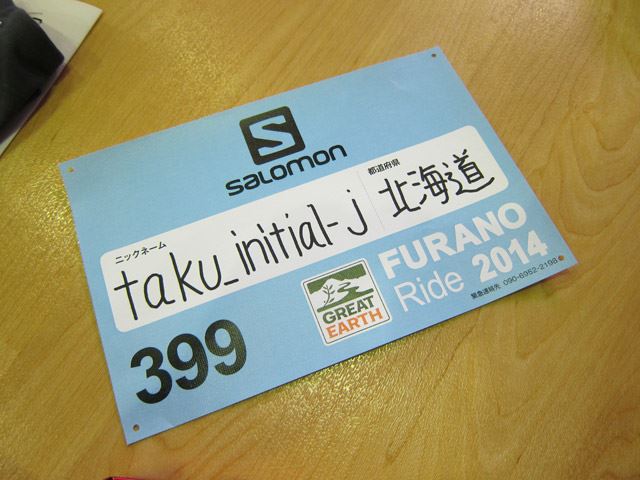 S
salomon
ニックネーム
taku_initial-j
都道府県
北海道
399
GREAT
EARTH
FURANO
Ride 2014
緊急連絡先 090-6952-2198